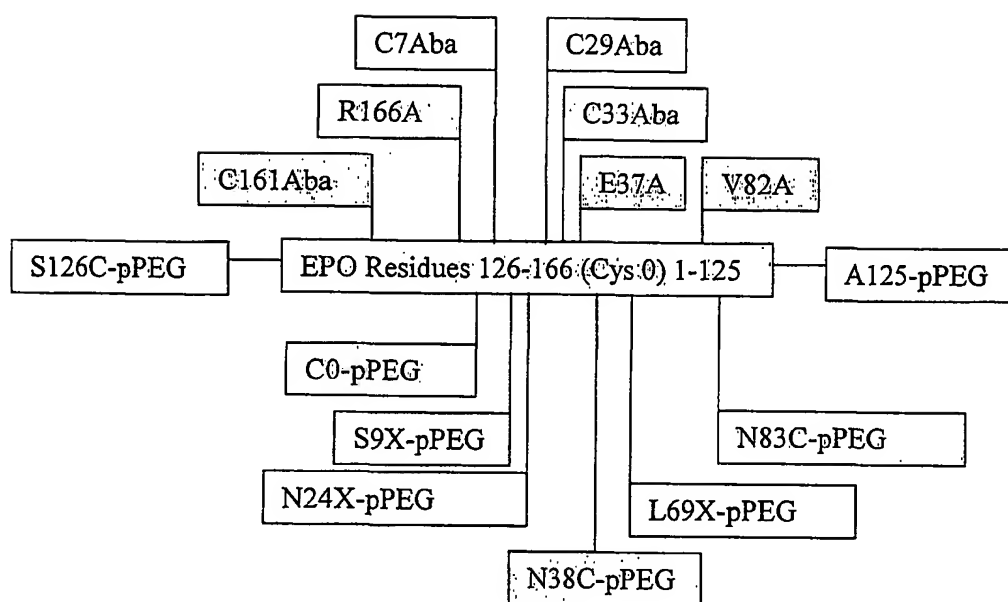 C7Aba
C29Aba
R166A
C33Aba
C161Aba
E37A
V82A
S126C-pPEG
EPO Residues 126-166 (Cys 0) 1-125
A125-pPEG
C0-pPEG
S9X-pPEG
N83C-pPEG
N24X-pPEG
L69X-pPEG
N38C-pPEG